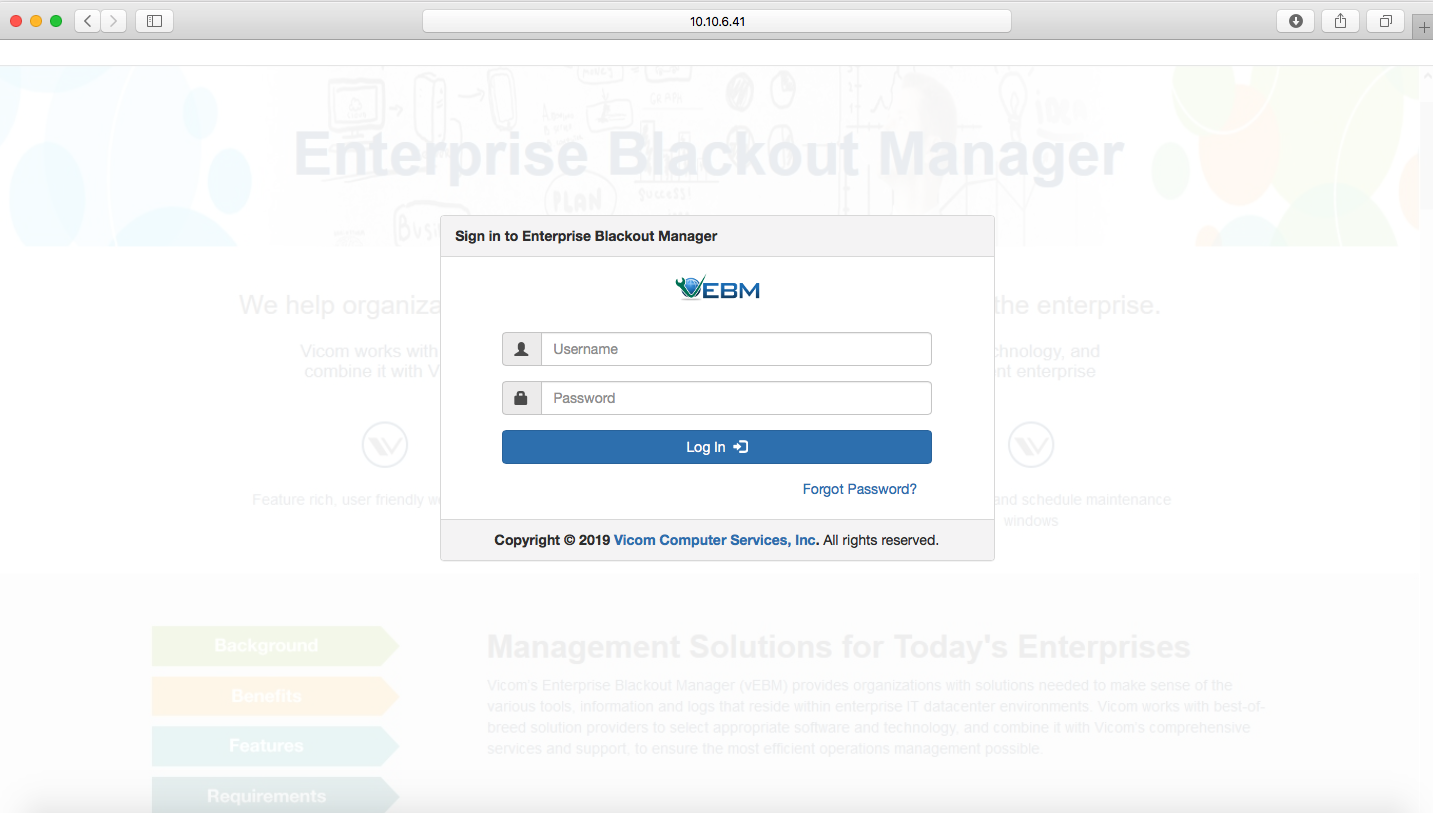 10.10.6.41
GRAPH
IDEA
Enterprise Blackout Manager
SUCCESS!
PLAN
Sign in to Enterprise Blackout Manager
VEBM
We help organiza
the enterprise.
Username
Vicom works with
chnology, and
combine it with V
nt enterprise
Password
Log In
Forgot Password?
Feature rich, user friendly w
and schedule maintenance
windows
Copyright © 2019 Vicom Computer Services, Inc. All rights reserved.
Background
Benefits
Features
Requirements
Management Solutions for Today's Enterprises
Vicom's Enterprise Blackout Manager (vEBM) provides organizations with solutions needed to make sense of the
various tools, information and logs that reside within enterprise IT datacenter environments. Vicom works with best-of-
breed solution providers to select appropriate software and technology, and combine it with Vicom's comprehensive
services and support, to ensure the most efficient operations management possible.